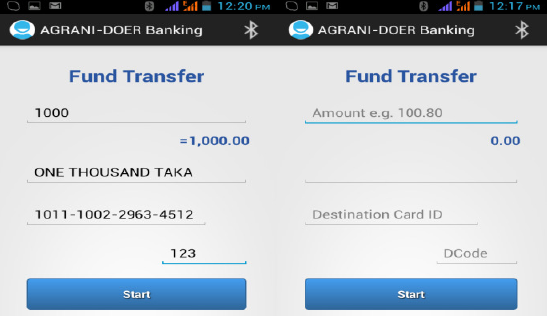 12:20 PM
AGRANI-DOER Banking
Fund Transfer
1000
=1,000.00
ONE THOUSAND TAKA
1011-1002-2963-4512
123
Start
12:17 PM
AGRANI-DOER Banking
Fund Transfer
Amount e.g. 100.80
0.00
Destination Card ID
DCode
Start